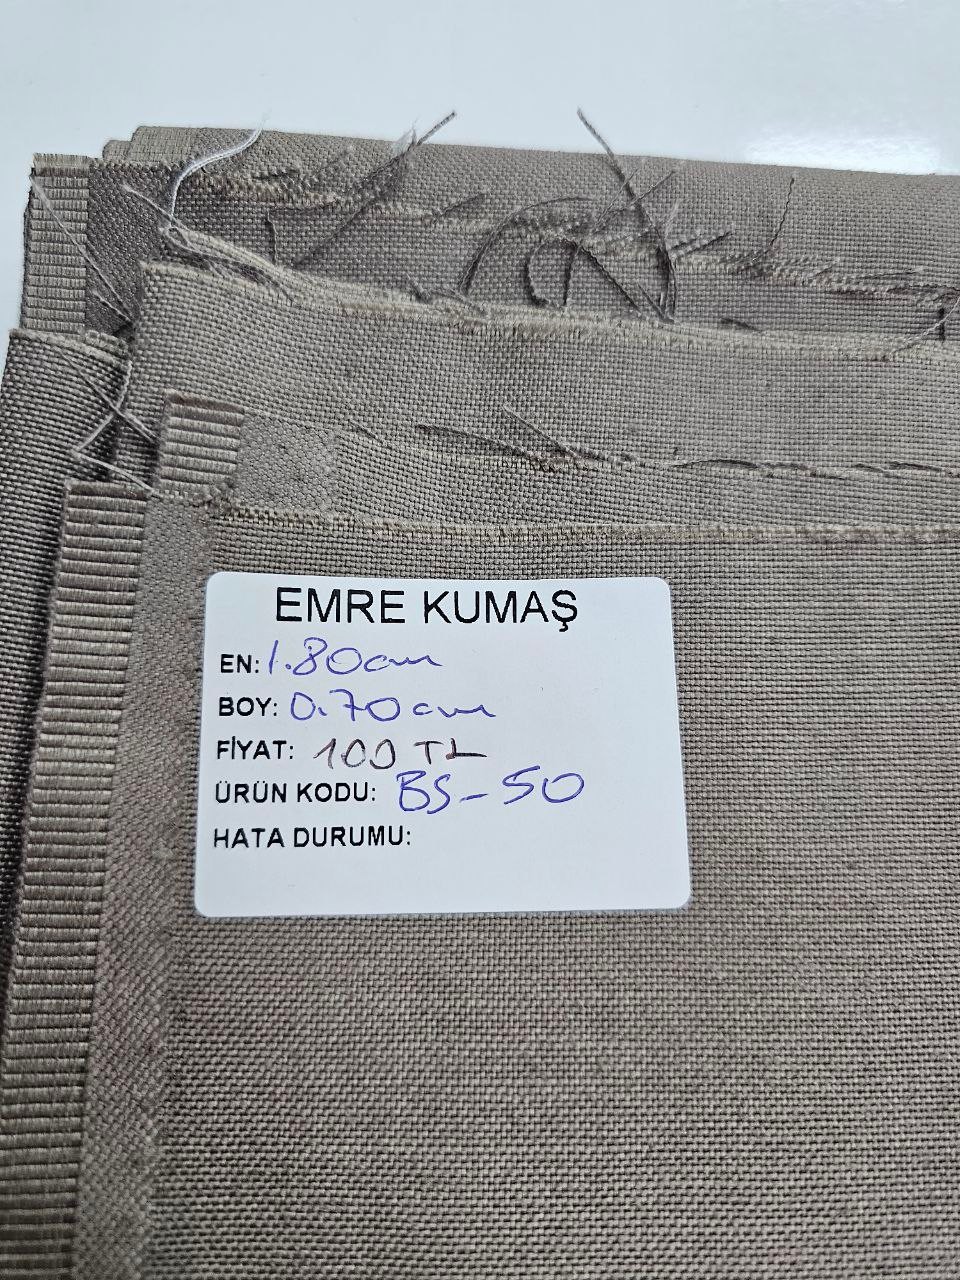 EMRE KUMAŞ
EN: 1.80cm
BOY: 0.70cm
FİYAT: 100 TL
ÜRÜN KODU: BS-50
HATA DURUMU: